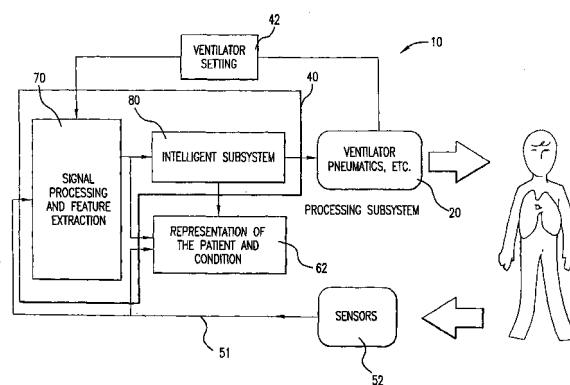 42
VENTILATOR
SETTING
10
70
80
40
SIGNAL
PROCESSING
AND FEATURE
EXTRACTION
INTELLIGENT SUBSYSTEM
VENTILATOR
PNEUMATICS, ETC.
PROCESSING SUBSYSTEM
20
REPRESENTATION OF
THE PATIENT AND
CONDITION
62
SENSORS
51
52